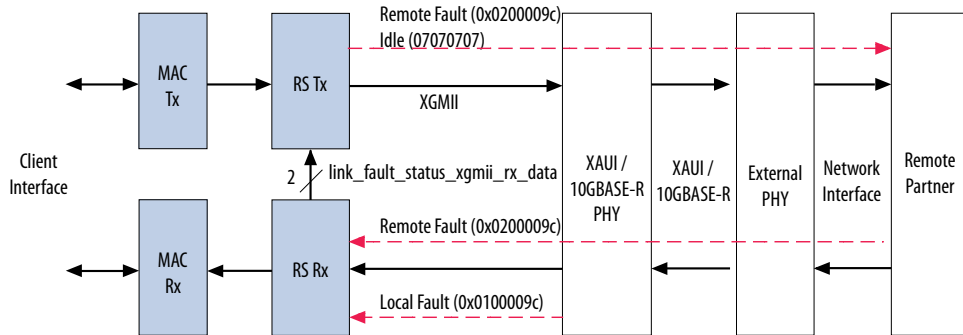 Remote Fault (0x0200009c)
Idle (07070707)
MAC
Tx
RS Tx
XGMII
Client
Interface
2
link_fault_status_xgmii_rx_data
XAUI /
10GBASE-R
PHY
XAUI /
10GBASE-R
External
PHY
Network
Interface
Remote
Partner
Remote Fault (0x0200009c)
MAC
Rx
RS Rx
Local Fault (0x0100009c)